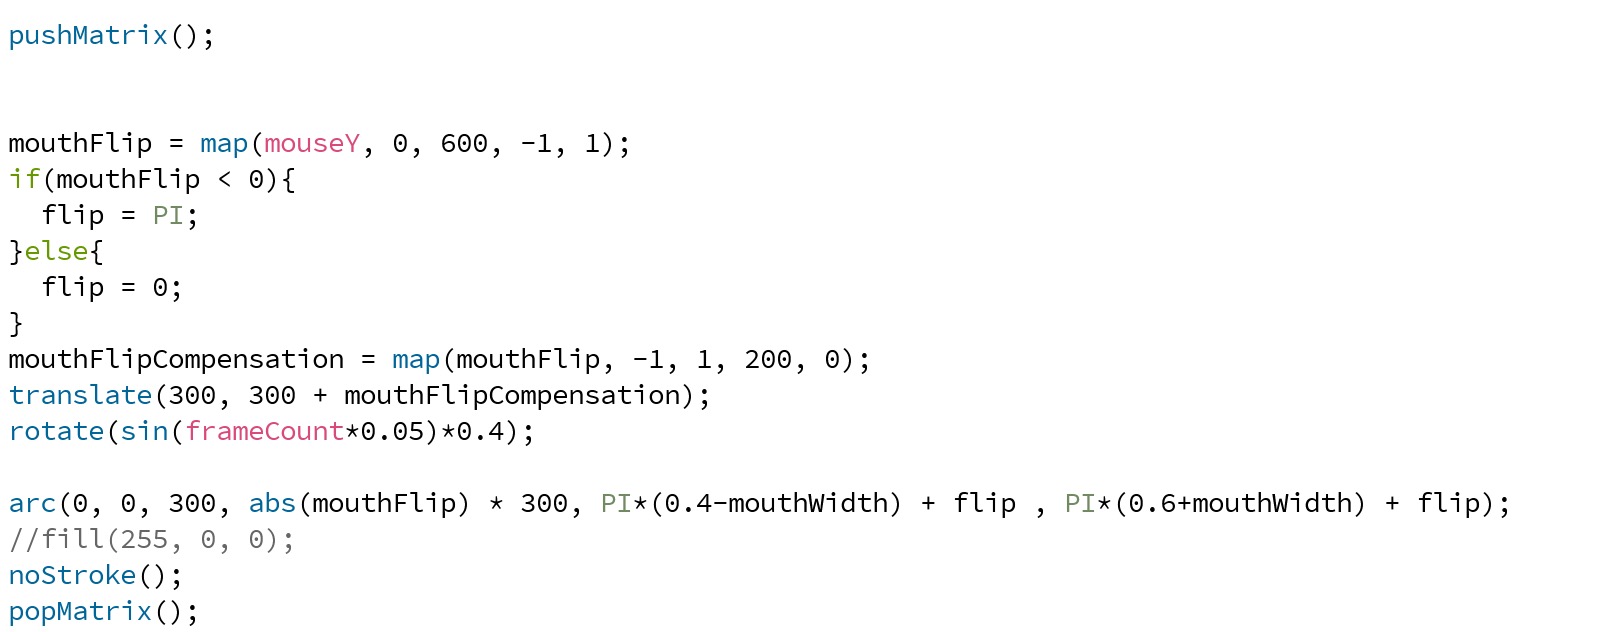 pushMatrix();
mouthFlip = map(mouseY, 0, 600, -1, 1);
if(mouthFlip < 0){
  flip = PI;
}else{
  flip = 0;
}
mouthFlipCompensation = map(mouthFlip, -1, 1, 200, 0);
translate(300, 300 + mouthFlipCompensation);
rotate(sin(frameCount*0.05)*0.4);
arc(0, 0, 300, abs(mouthFlip) * 300, PI*(0.4-mouthWidth) + flip , PI*(0.6+mouthWidth) + flip);
//fill(255, 0, 0);
noStroke();
popMatrix();